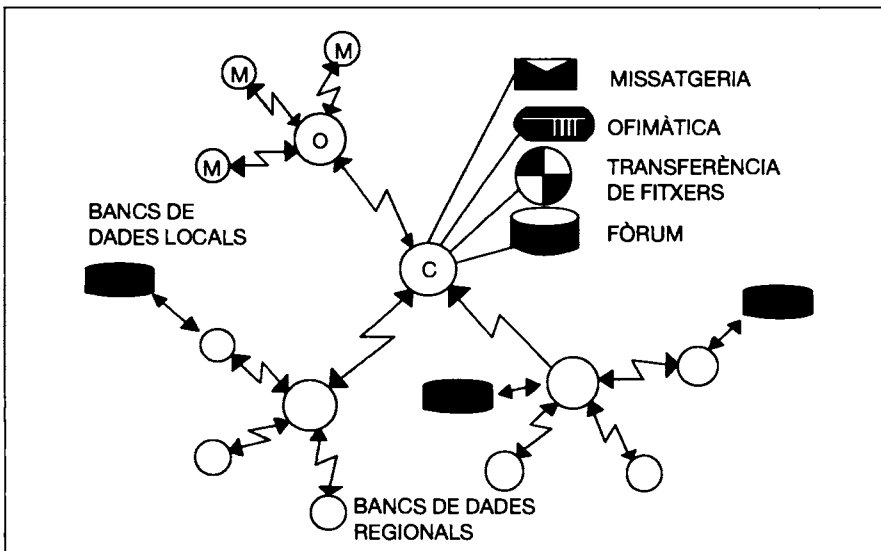 M
M
M
O
MISSATGERIA
OFIMÀTICA
TRANSFERÈNCIA
DE FITXERS
FÒRUM
BANCS DE
DADES LOCALS
C
BANCS DE DADES
REGIONALS